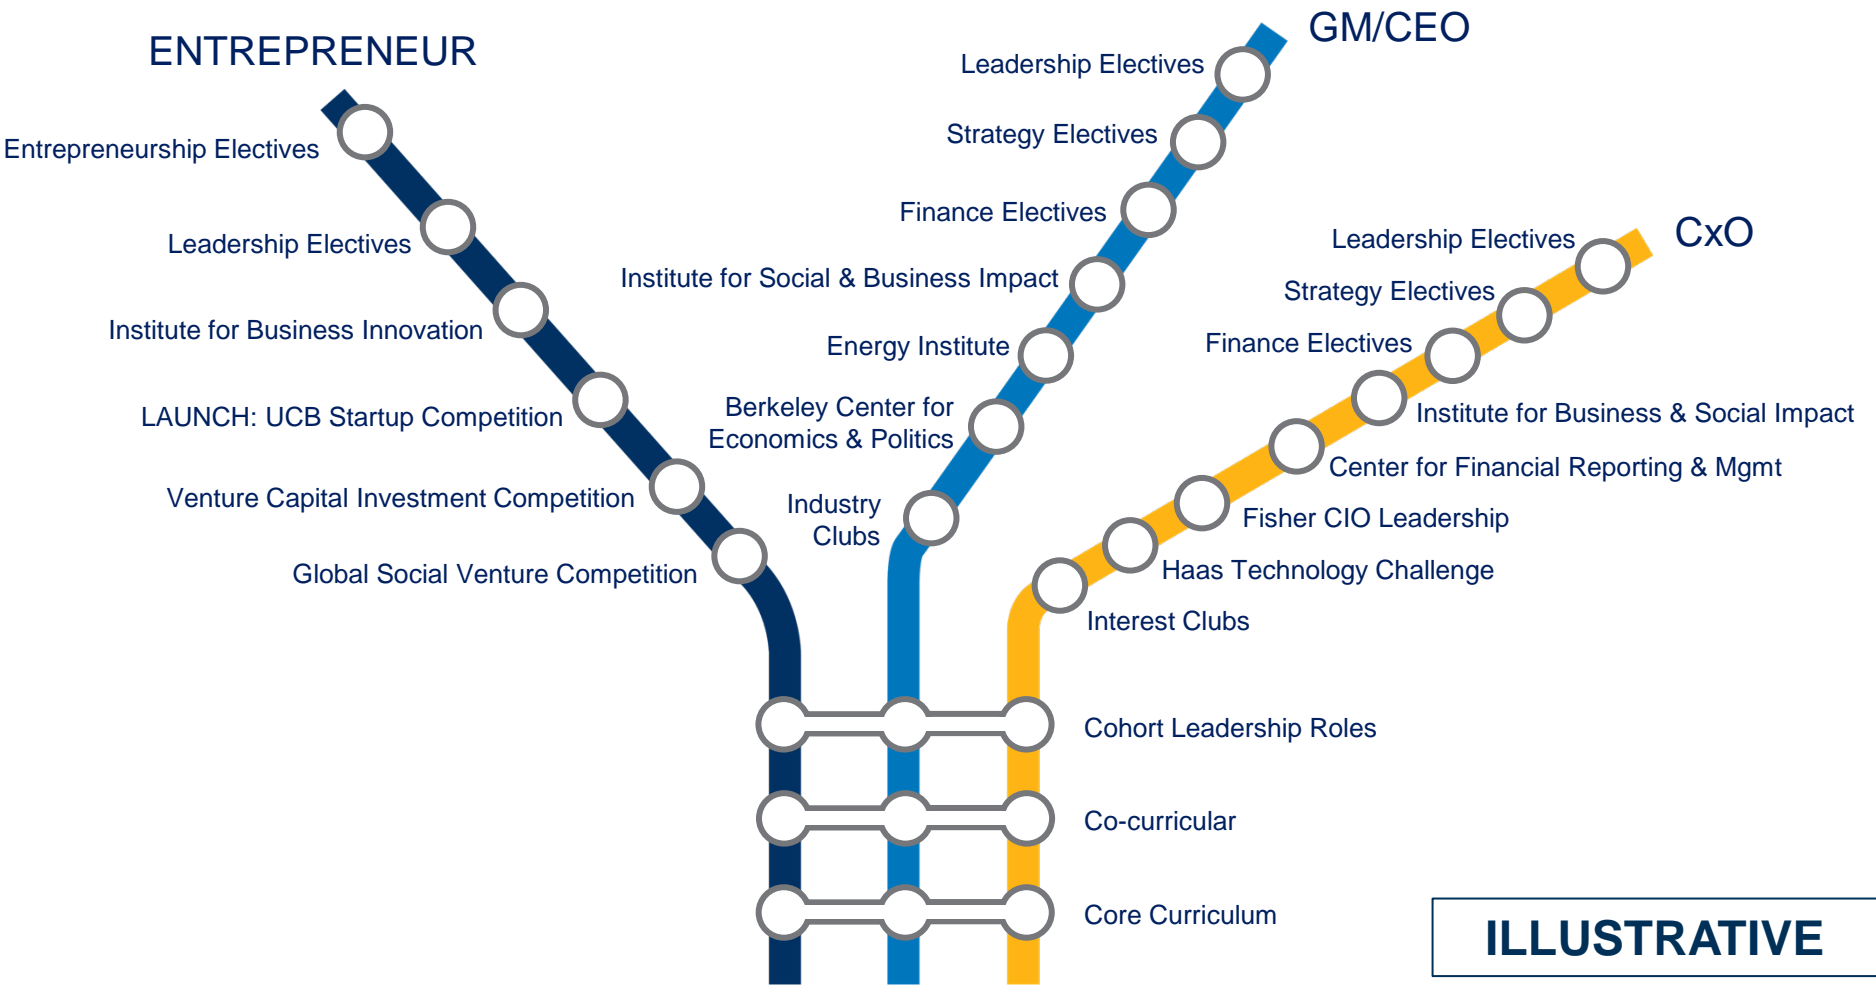 ENTREPRENEUR
Entrepreneurship Electives
Leadership Electives
Institute for Business Innovation
LAUNCH: UCB Startup Competition
Venture Capital Investment Competition
Global Social Venture Competition
GM/CEO
Leadership Electives
Strategy Electives
Finance Electives
Institute for Social & Business Impact
Energy Institute
Berkeley Center for
Economics & Politics
Industry
Clubs
CxO
Leadership Electives
Strategy Electives
Finance Electives
Institute for Business & Social Impact
Center for Financial Reporting & Mgmt
Fisher CIO Leadership
Haas Technology Challenge
Interest Clubs
Cohort Leadership Roles
Co-curricular
Core Curriculum
ILLUSTRATIVE